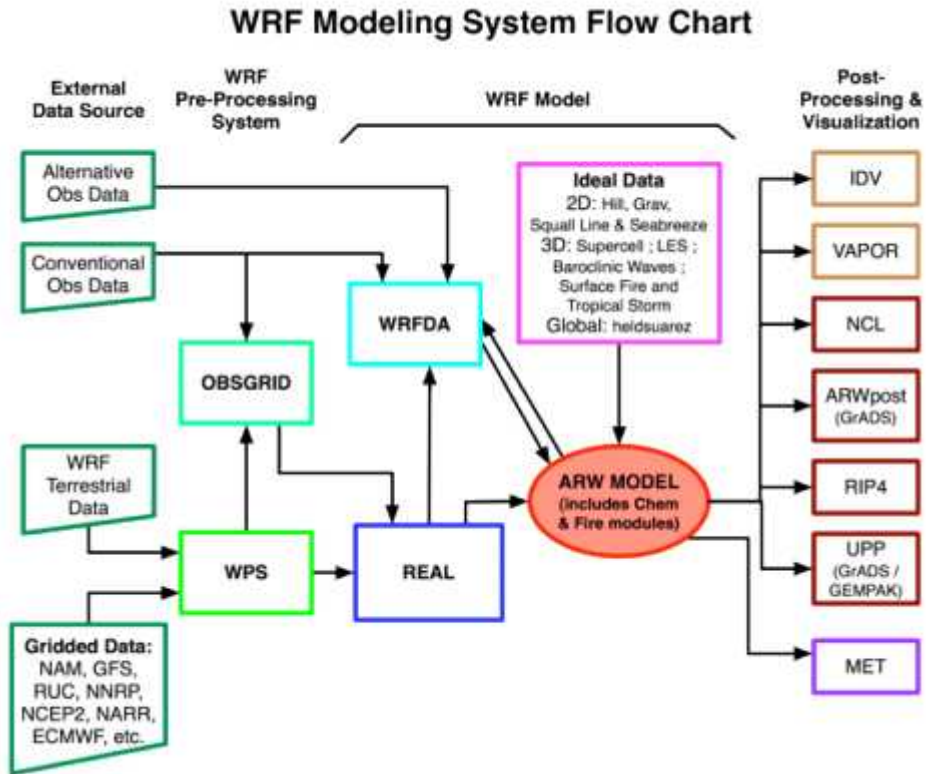 WRF Modeling System Flow Chart
External
Data Source
WRF
Pre-Processing
System
WRF Model
Post-
Processing &
Visualization
Alternative
Obs Data
Conventional
Obs Data
WRF
Terrestrial
Data
Gridded Data:
NAM, GFS,
RUC, NNRP,
NCEP2, NARR,
ECMWF, etc.
OBSGRID
WPS
WRFDA
REAL
Ideal Data
2D: Hill, Grav,
Squall Line & Seabreeze
3D: Supercell ; LES ;
Baroclinic Waves ;
Surface Fire and
Tropical Storm
Global: heldsuarez
ARW MODEL
(includes Chem
& Fire modules)
IDV
VAPOR
NCL
ARWpost
(GrADS)
RIP4
UPP
(GrADS /
GEMPAK)
MET